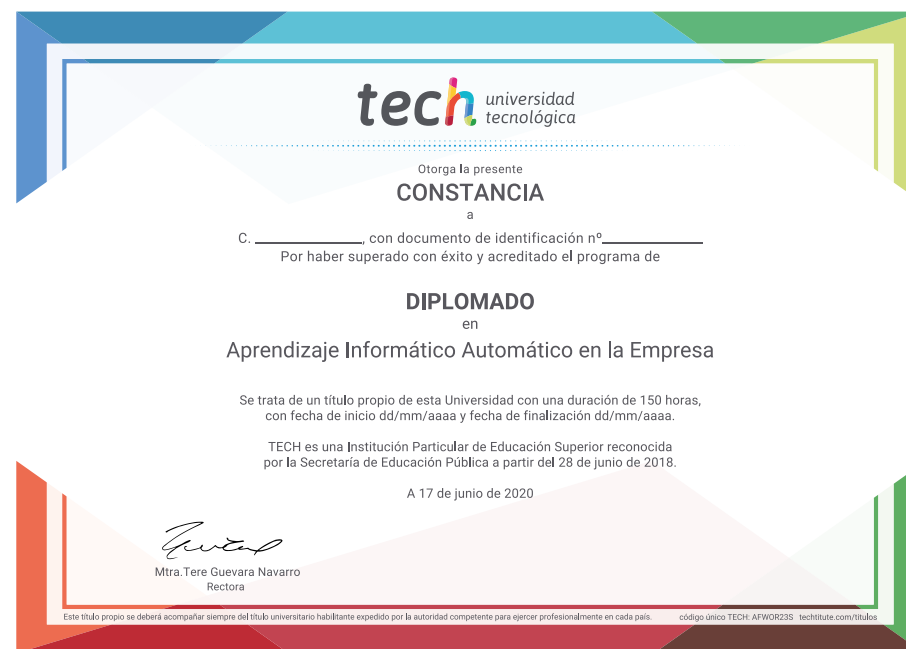 tech universidad
tecnológica
Otorga la presente
CONSTANCIA
a
C. ____________, con documento de identificación nº____________
Por haber superado con éxito y acreditado el programa de
DIPLOMADO
en
Aprendizaje Informático Automático en la Empresa
Se trata de un título propio de esta Universidad con una duración de 150 horas,
con fecha de inicio dd/mm/aaaa y fecha de finalización dd/mm/aaaa.
TECH es una Institución Particular de Educación Superior reconocida
por la Secretaría de Educación Pública a partir del 28 de junio de 2018.
A 17 de junio de 2020
Mtra.Tere Guevara Navarro
Rectora
Este título propio se deberá acompañar siempre del título universitario habilitante expedido por la autoridad competente para ejercer profesionalmente en cada país. código único TECH: AFWOR23S techtitute.com/titulos